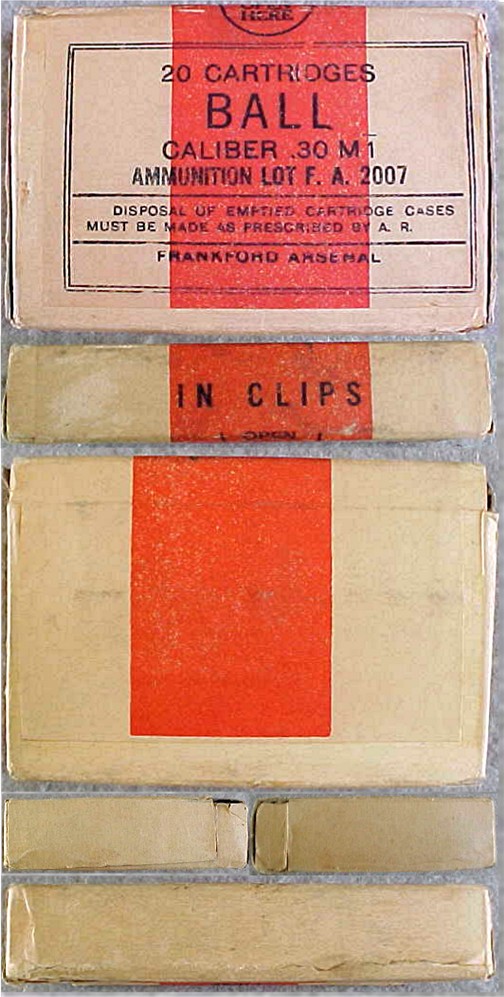 HERE
20 CARTRIDGES
BALL
CALIBER .30 M1
AMMUNITION LOT F. A. 2007
DISPOSAL OF EMPTIED CARTRIDGE CASES
MUST BE MADE AS PRESCRIBED BY A. R.
FRANKFORD ARSENAL
IN CLIPS
OPEN